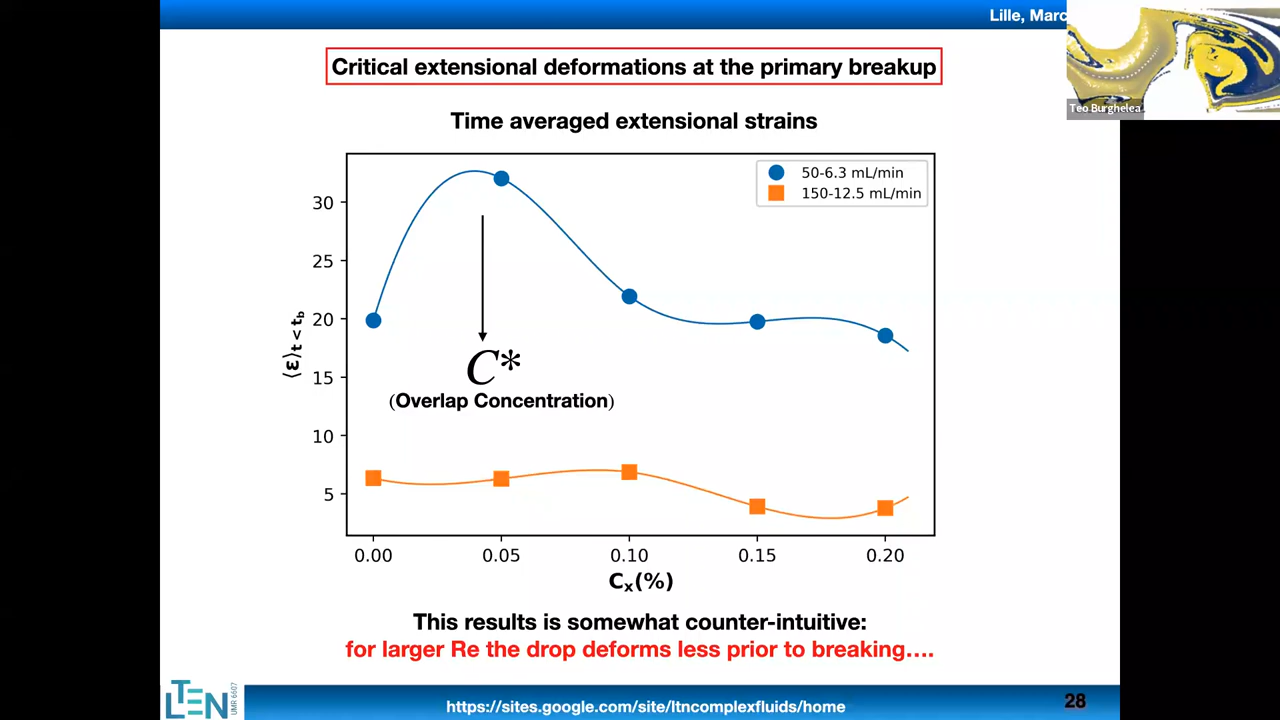 Lille, Marc
Teo Burghelea
Critical extensional deformations at the primary breakup
Time averaged extensional strains
50-6.3 mL/min
150-12.5 mL/min
30
25
20
15
10
5
⟨ε⟩t < tb
C*
(Overlap Concentration)
0.00 0.05 0.10 0.15 0.20
Cx(%)
This results is somewhat counter-intuitive:
for larger Re the drop deforms less prior to breaking....
LTEN
UMR 6607
https://sites.google.com/site/ltncomplexfluids/home
28